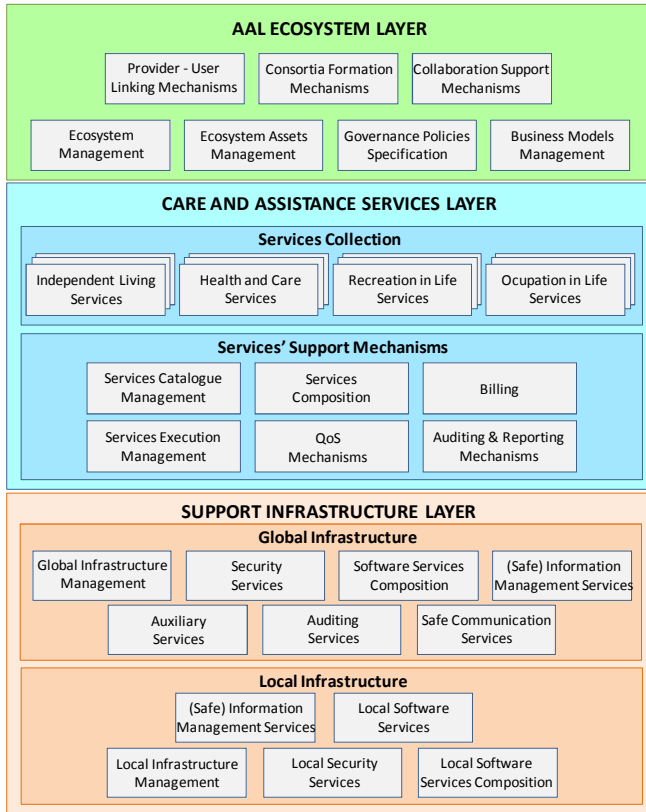 AAL ECOSYSTEM LAYER
Provider - User
Linking Mechanisms
Consortia Formation
Mechanisms
Collaboration Support
Mechanisms
Ecosystem
Management
Ecosystem Assets
Management
Governance Policies
Specification
Business Models
Management
CARE AND ASSISTANCE SERVICES LAYER
Services Collection
Independent Living
Services
Health and Care
Services
Recreation in Life
Services
Ocupation in Life
Services
Services' Support Mechanisms
Services Catalogue
Management
Services
Composition
Billing
Services Execution
Management
QoS
Mechanisms
Auditing & Reporting
Mechanisms
SUPPORT INFRASTRUCTURE LAYER
Global Infrastructure
Global Infrastructure
Management
Security
Services
Software Services
Composition
(Safe) Information
Management Services
Auxiliary
Services
Auditing
Services
Safe Communication
Services
Local Infrastructure
(Safe) Information
Management Services
Local Software
Services
Local Infrastructure
Management
Local Security
Services
Local Software
Services Composition